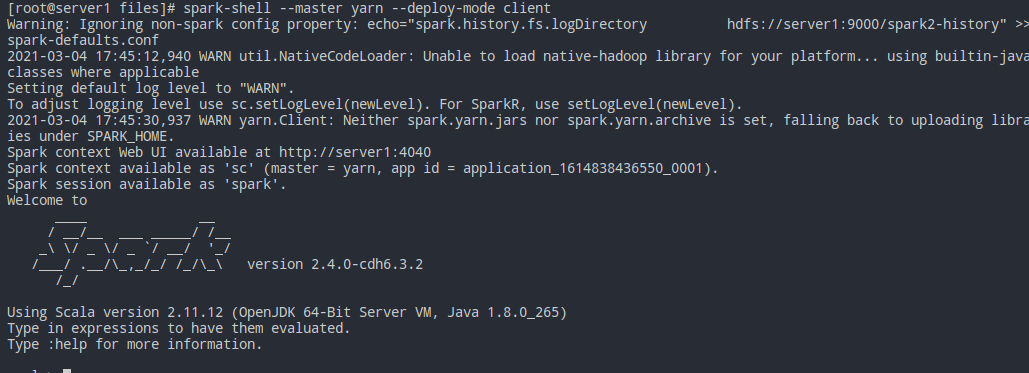 [root@server1 files]# spark-shell --master yarn --deploy-mode client
Warning: Ignoring non-spark config property: echo="spark.history.fs.logDirectory          hdfs://server1:9000/spark2-history" >>
spark-defaults.conf
2021-03-04 17:45:12,940 WARN util.NativeCodeLoader: Unable to load native-hadoop library for your platform... using builtin-java
classes where applicable
Setting default log level to "WARN".
To adjust logging level use sc.setLogLevel(newLevel). For SparkR, use setLogLevel(newLevel).
2021-03-04 17:45:30,937 WARN yarn.Client: Neither spark.yarn.jars nor spark.yarn.archive is set, falling back to uploading libra
ies under SPARK_HOME.
Spark context Web UI available at http://server1:4040
Spark context available as 'sc' (master = yarn, app id = application_1614838436550_0001).
Spark session available as 'spark'.
Welcome to
      ____              __
     / __/__  ___ _____/ /__
    _\ \/ _ \/ _ `/ __/  '_/
   /___/ .__/\_,_/_/ /_/\_\   version 2.4.0-cdh6.3.2
      /_/
Using Scala version 2.11.12 (OpenJDK 64-Bit Server VM, Java 1.8.0_265)
Type in expressions to have them evaluated.
Type :help for more information.